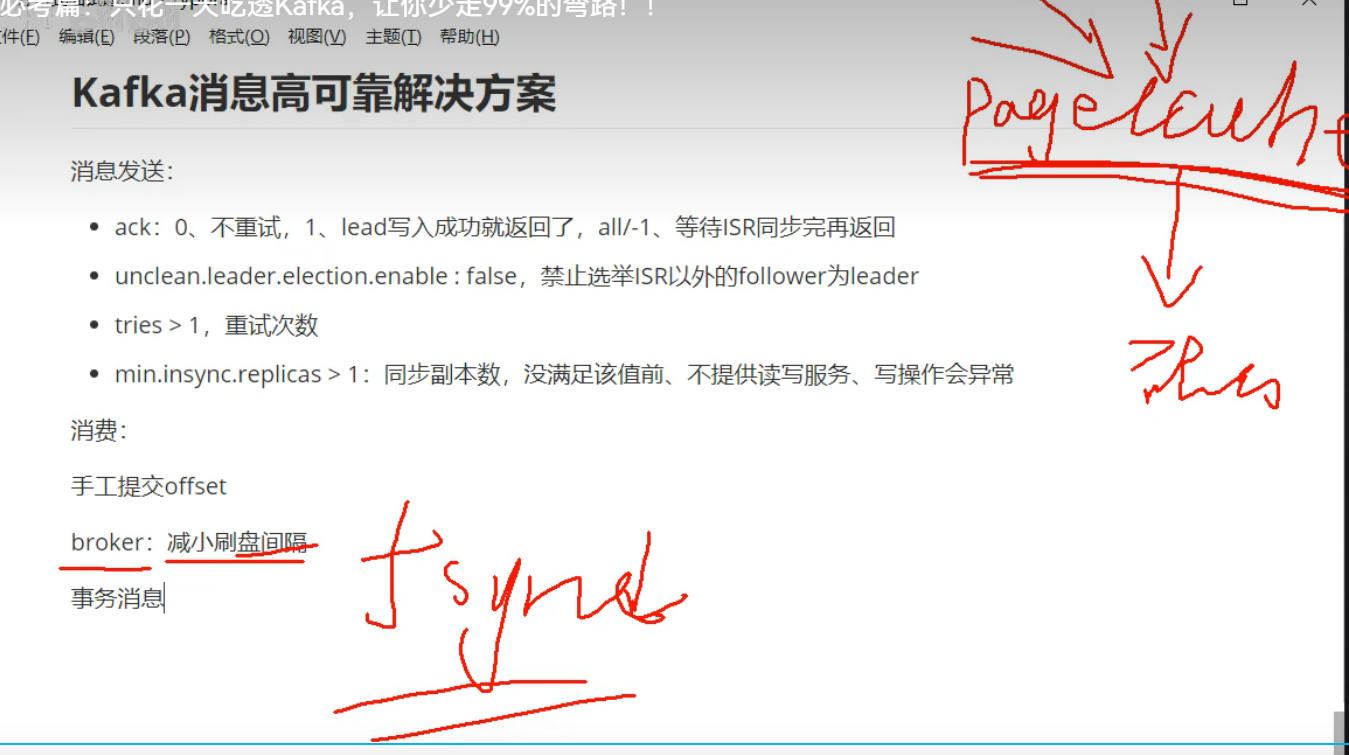 必考篇：只花一天吃透Kafka，让你少走99%的弯路！！
件(F) 编辑(E) 段落(P) 格式(O) 视图(V) 主题(T) 帮助(H)
Kafka消息高可靠解决方案
消息发送：
ack：0、不重试，1、lead写入成功就返回了，all/-1、等待ISR同步完再返回
unclean.leader.election.enable : false，禁止选举ISR以外的follower为leader
tries > 1，重试次数
min.insync.replicas > 1：同步副本数，没满足该值前、不提供读写服务、写操作会异常
消费：
手工提交offset
broker：减小刷盘间隔
事务消息
fsync